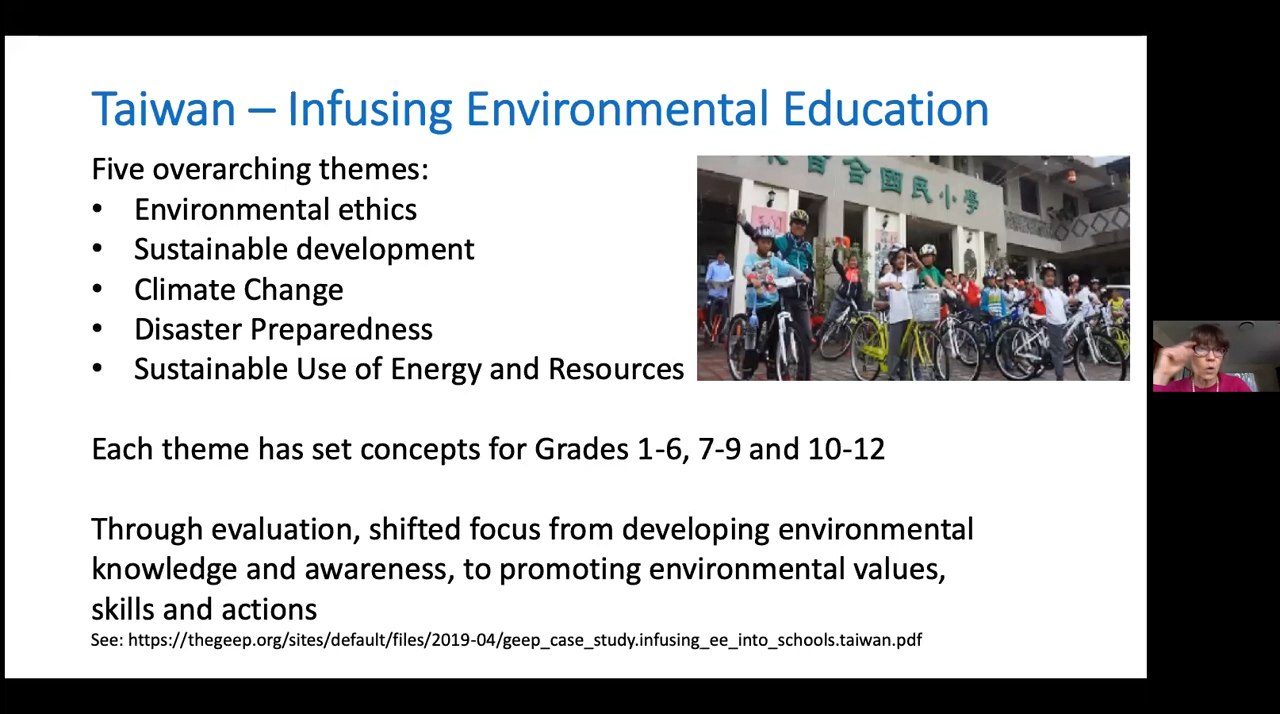 Taiwan – Infusing Environmental Education
Five overarching themes:
• Environmental ethics
• Sustainable development
• Climate Change
• Disaster Preparedness
• Sustainable Use of Energy and Resources
百合國民小學
Each theme has set concepts for Grades 1-6, 7-9 and 10-12
Through evaluation, shifted focus from developing environmental
knowledge and awareness, to promoting environmental values,
skills and actions
See: https://thegeep.org/sites/default/files/2019-04/geep_case_study.infusing_ee_into_schools.taiwan.pdf